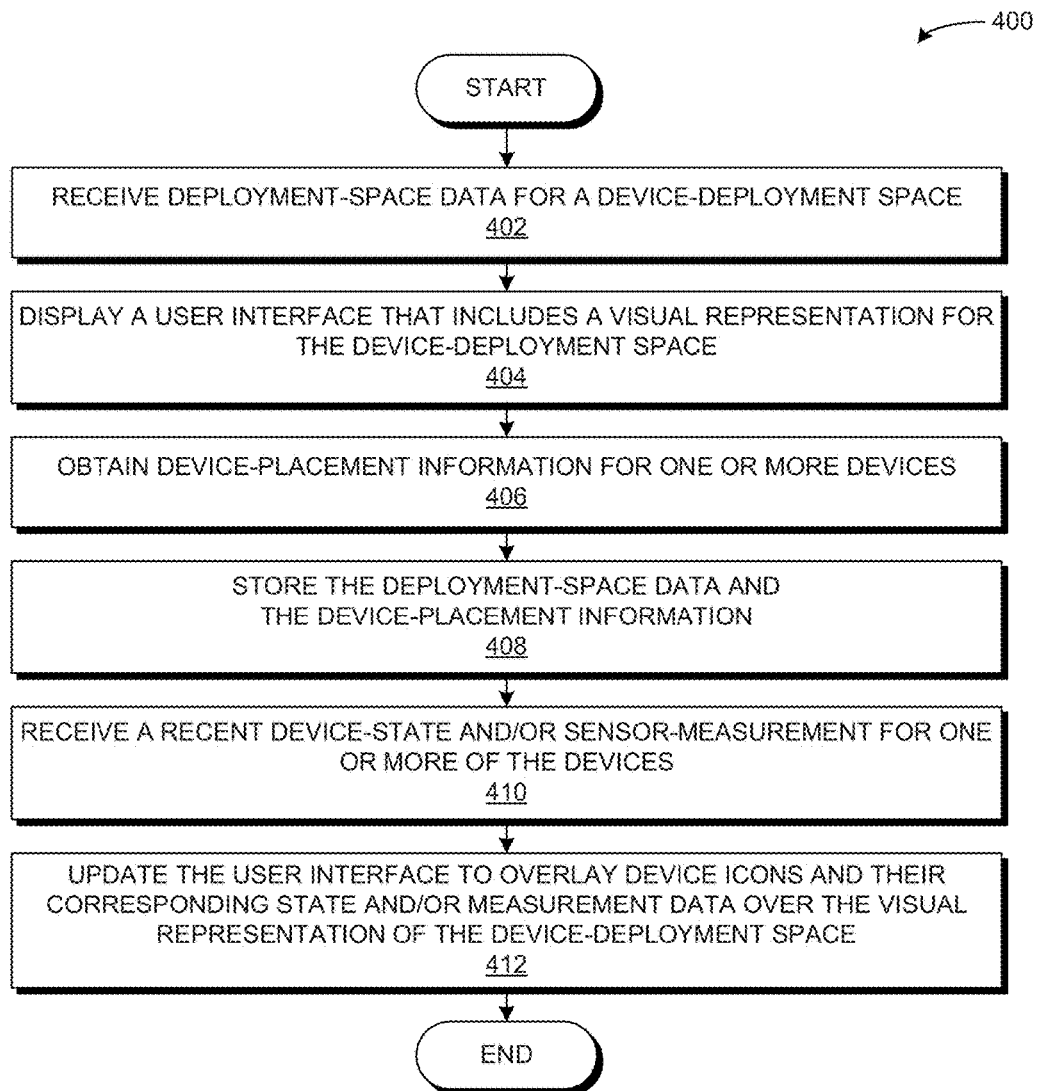 400
START
RECEIVE DEPLOYMENT-SPACE DATA FOR A DEVICE-DEPLOYMENT SPACE
402
DISPLAY A USER INTERFACE THAT INCLUDES A VISUAL REPRESENTATION FOR
THE DEVICE-DEPLOYMENT SPACE
404
OBTAIN DEVICE-PLACEMENT INFORMATION FOR ONE OR MORE DEVICES
406
STORE THE DEPLOYMENT-SPACE DATA AND
THE DEVICE-PLACEMENT INFORMATION
408
RECEIVE A RECENT DEVICE-STATE AND/OR SENSOR-MEASUREMENT FOR ONE
OR MORE OF THE DEVICES
410
UPDATE THE USER INTERFACE TO OVERLAY DEVICE ICONS AND THEIR
CORRESPONDING STATE AND/OR MEASUREMENT DATA OVER THE VISUAL
REPRESENTATION OF THE DEVICE-DEPLOYMENT SPACE
412
END